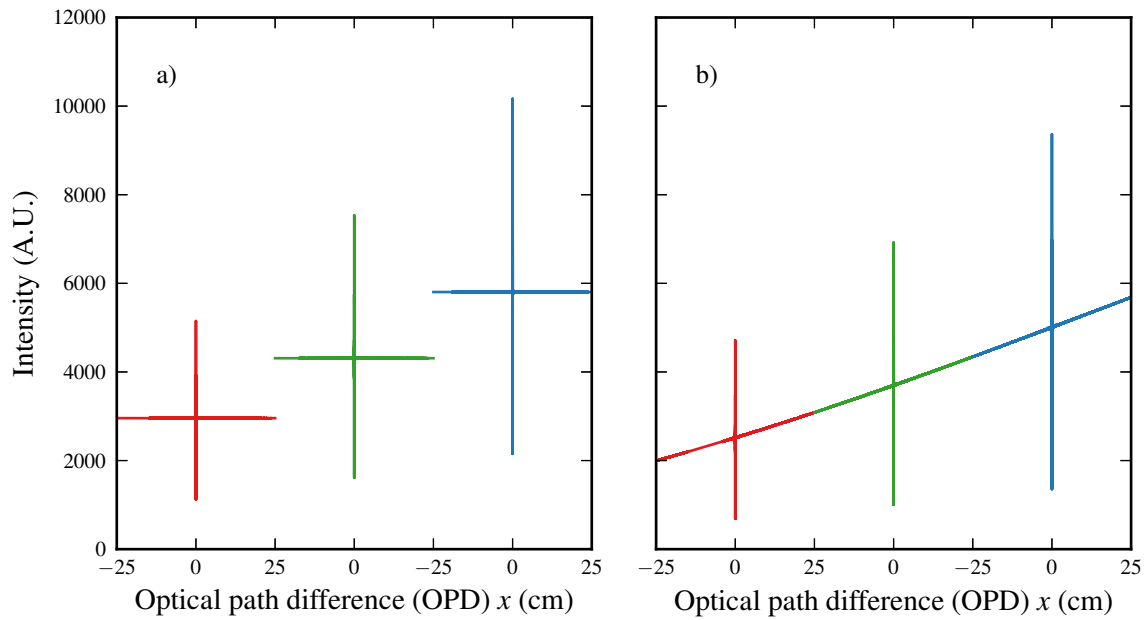 12000
10000
8000
6000
4000
2000
0
Intensity (A.U.)
a)
−25 0 25 0 −25 0 25
Optical path difference (OPD) x (cm)
b)
−25 0 25 0 −25 0 25
Optical path difference (OPD) x (cm)